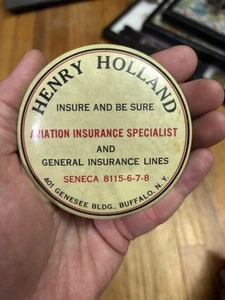 HENRY HOLLAND
INSURE AND BE SURE
AVIATION INSURANCE SPECIALIST
AND
GENERAL INSURANCE LINES
SENECA 8115-6-7-8
401 GENESEE BLDG., BUFFALO, N.Y.